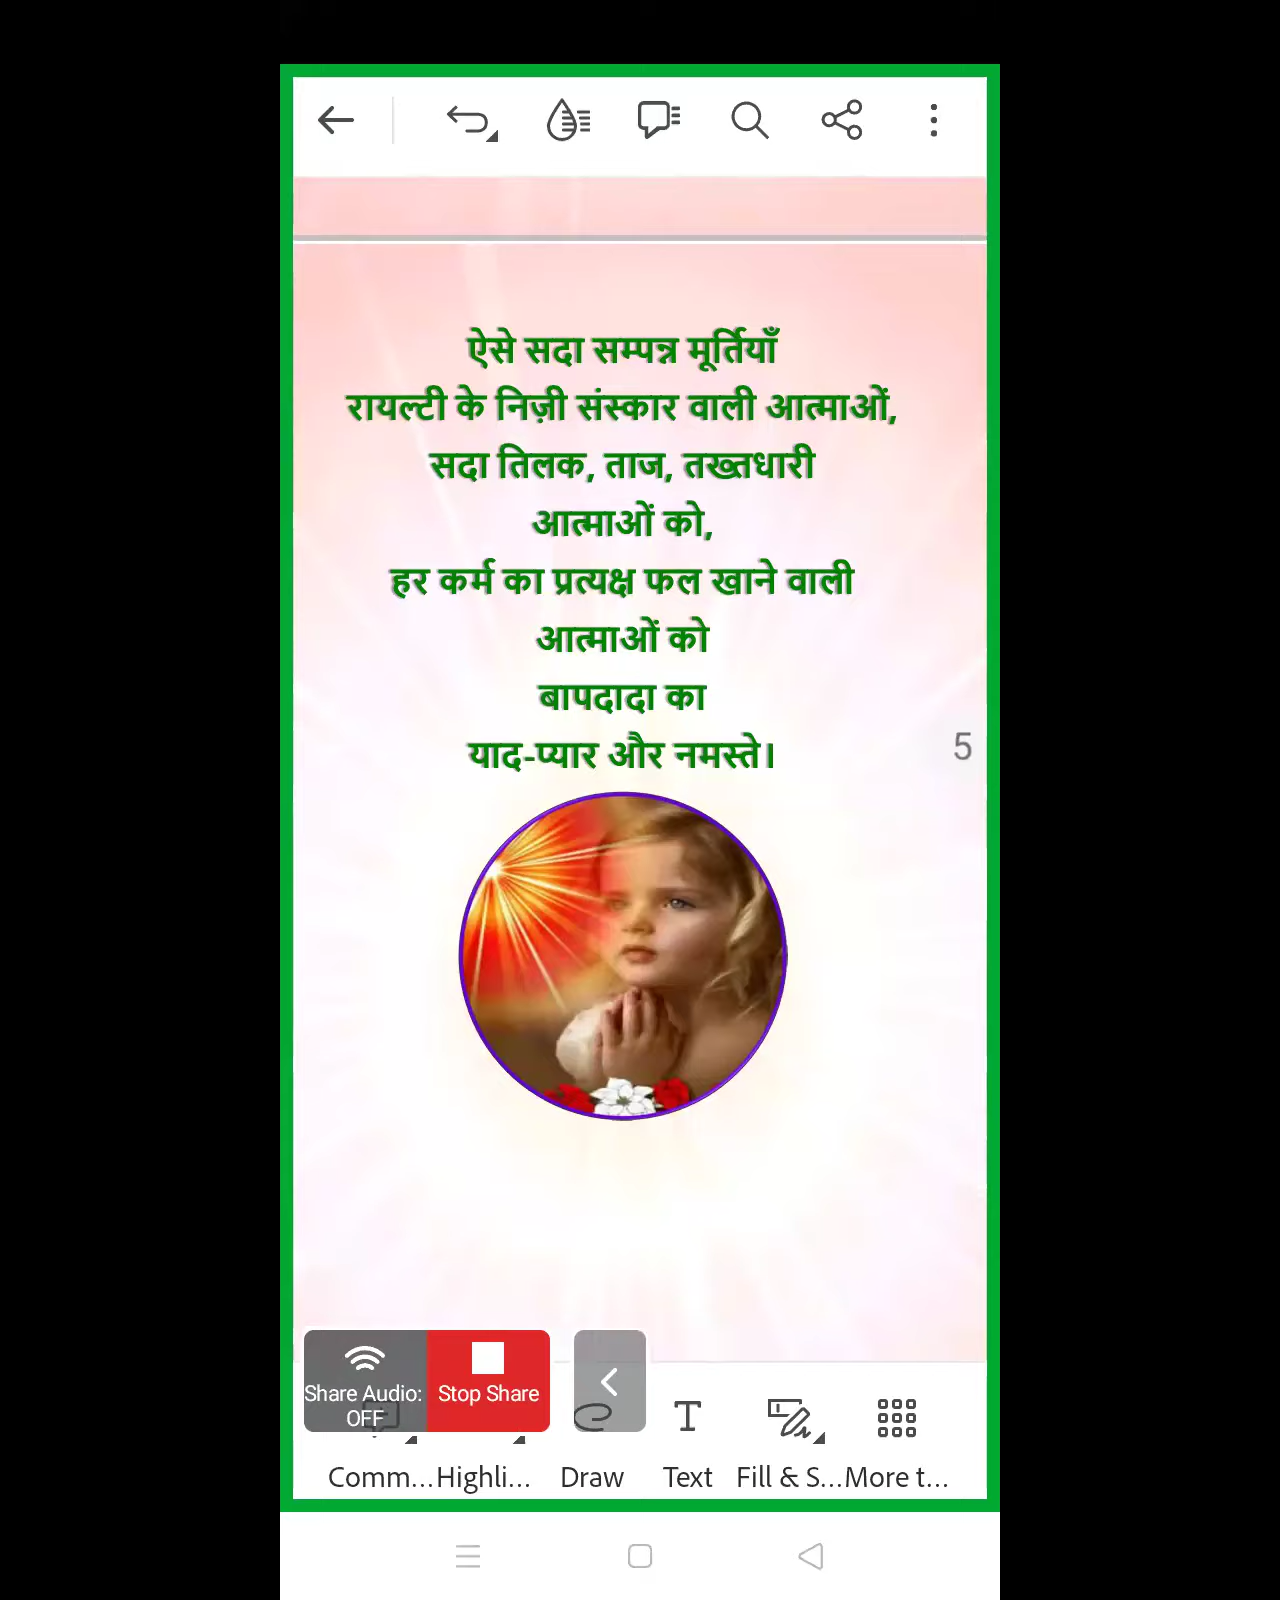 ऐसे सदा सम्पन्न मूर्तियाँ
रायल्टी के निज़ी संस्कार वाली आत्माओं,
सदा तिलक, ताज, तख्तधारी
आत्माओं को,
हर कर्म का प्रत्यक्ष फल खाने वाली
आत्माओं को
बापदादा का
याद-प्यार और नमस्ते।
5
Share Audio:
OFF
Stop Share
Comm...
Highli...
Draw
Text
Fill & S...
More t...